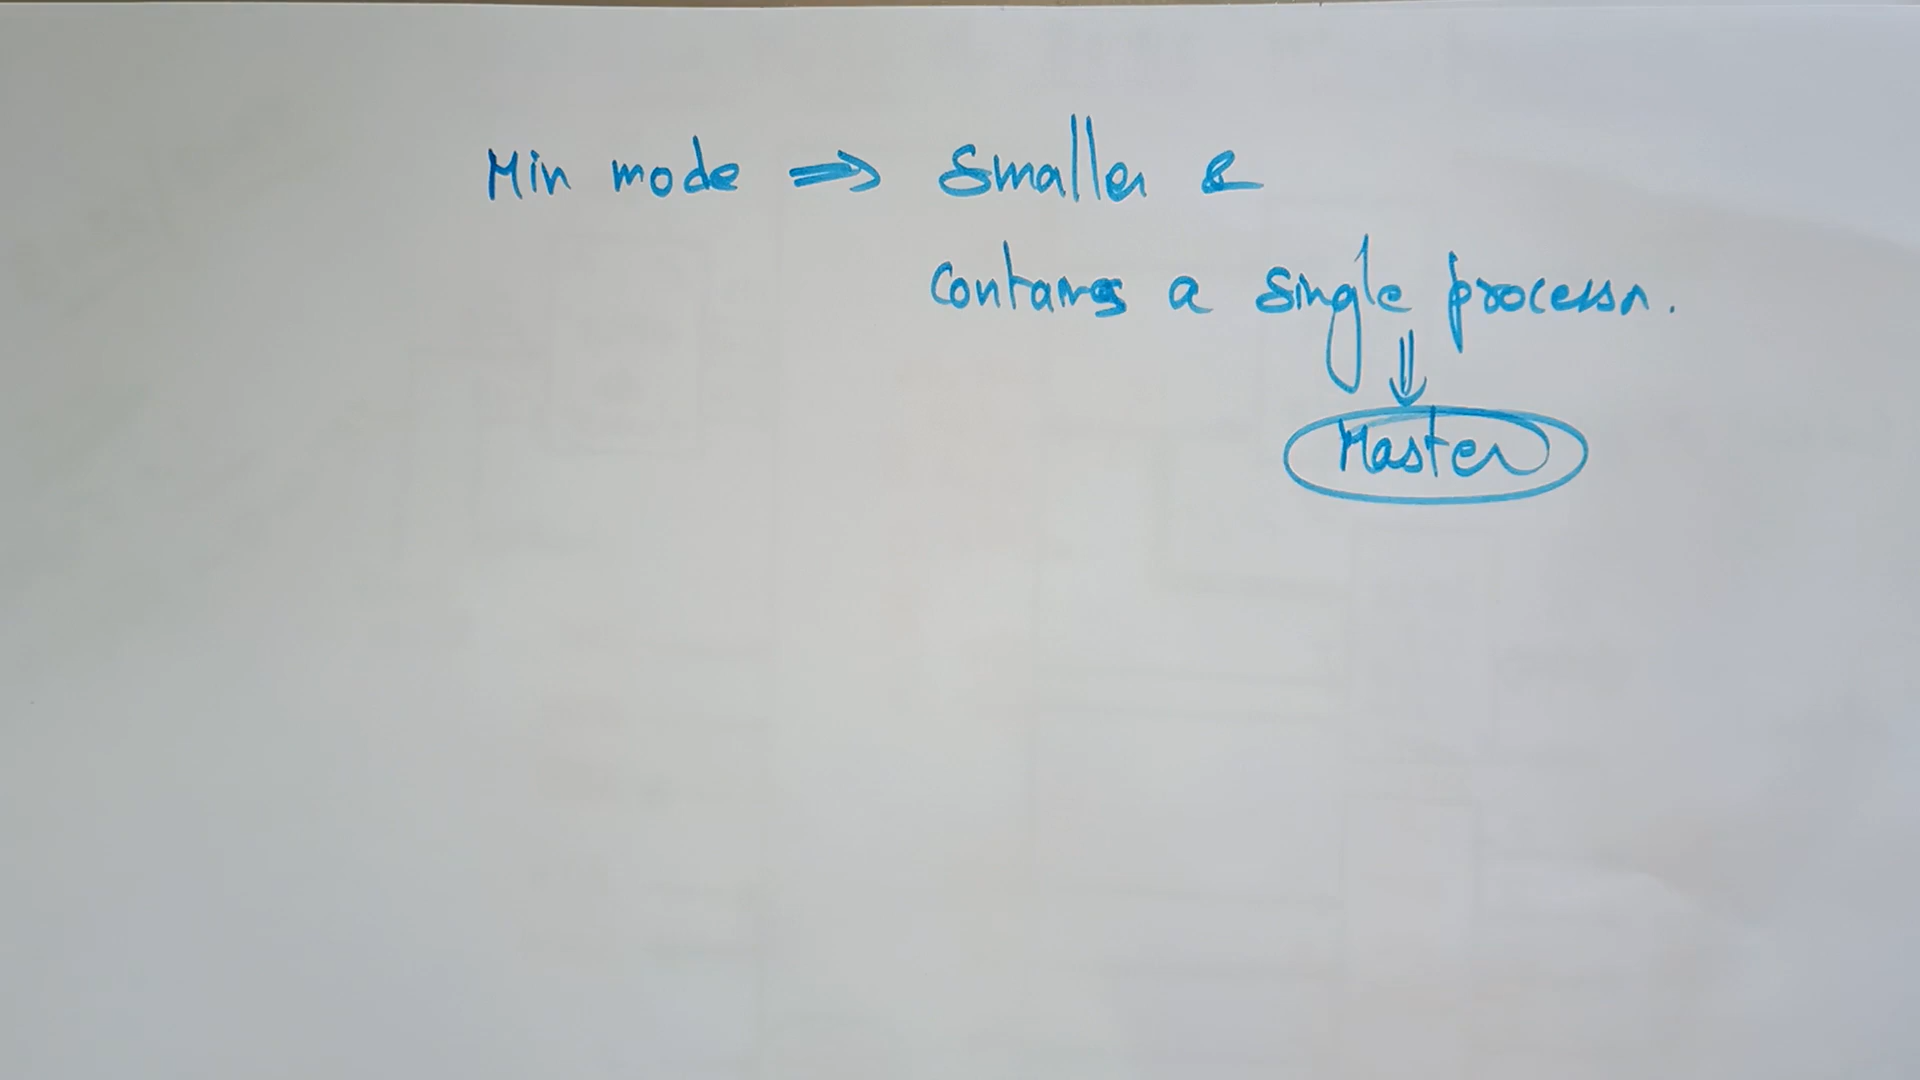 Min mode ⇒ Smaller &
contains a single processor.
⇓
Master